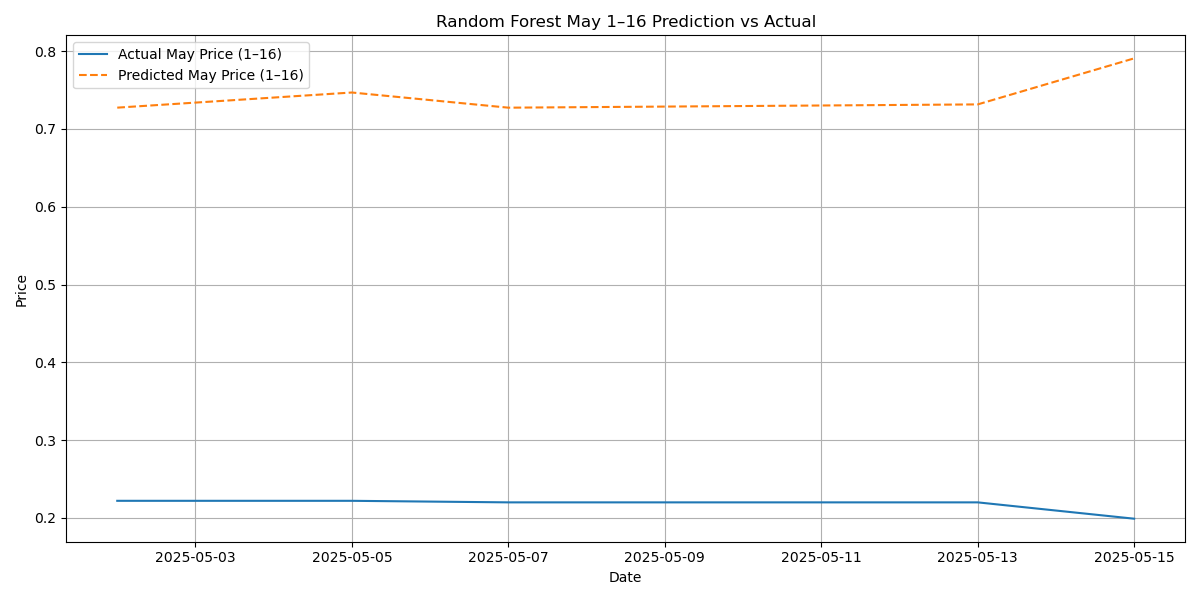 Random Forest May 1–16 Prediction vs Actual
Actual May Price (1–16)
Predicted May Price (1–16)
0.8
0.7
0.6
0.5
0.4
0.3
0.2
Price
2025-05-03 2025-05-05 2025-05-07 2025-05-09 2025-05-11 2025-05-13 2025-05-15
Date